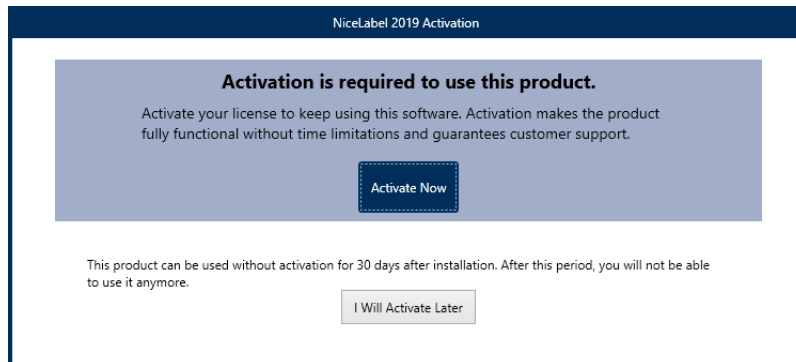 NiceLabel 2019 Activation
Activation is required to use this product.
Activate your license to keep using this software. Activation makes the product
fully functional without time limitations and guarantees customer support.
Activate Now
This product can be used without activation for 30 days after installation. After this period, you will not be able
to use it anymore.
I Will Activate Later